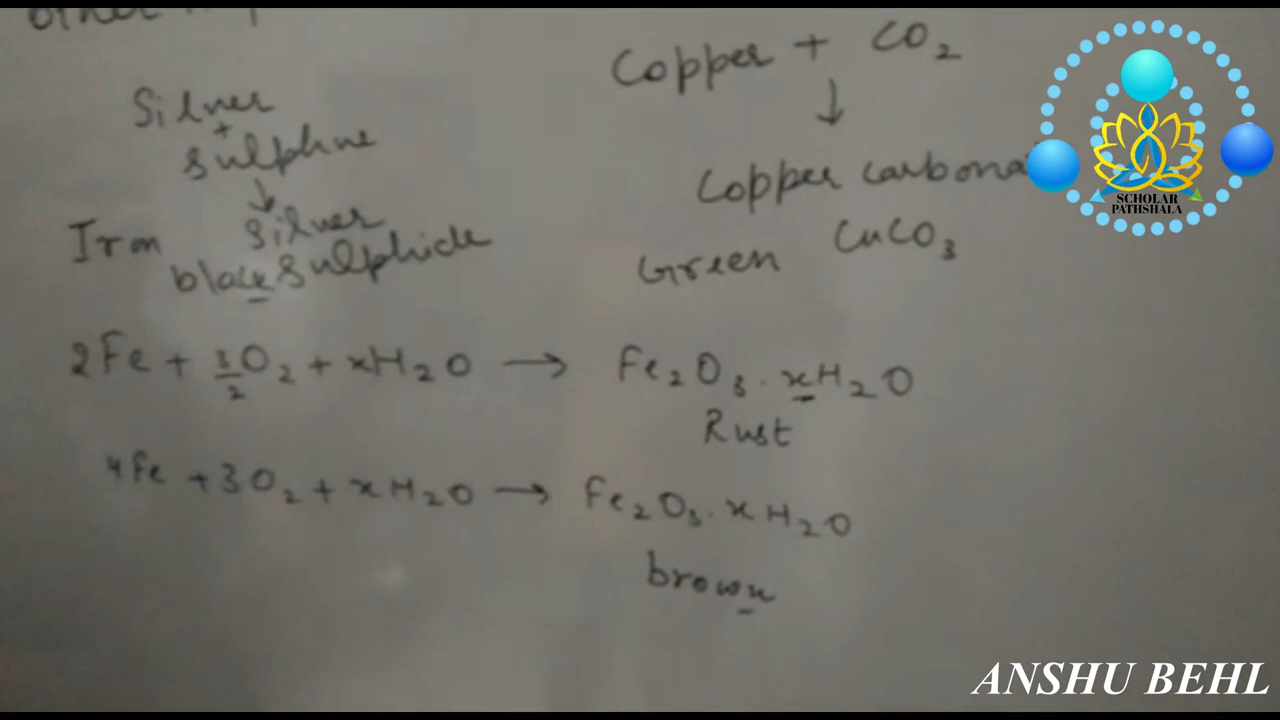 other
Silver
+
Sulphur
↓
Silver
black Sulphide
Copper + CO₂
↓
Copper carbona
CuCO₃
Green
Iron
2Fe + 3/2 O₂ + xH₂O → Fe₂O₃. xH₂O
Rust
4Fe + 3O₂ + xH₂O → Fe₂O₃. xH₂O
brown
SCHOLAR
PATHSHALA
ANSHU BEHL